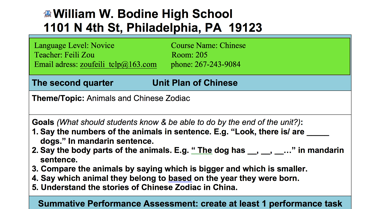 William W. Bodine High School
1101 N 4th St, Philadelphia, PA 19123
Language Level: Novice
Course Name: Chinese
Teacher: Feili Zou
Room: 205
Email adress: zoufeili_tclp@163.com
phone: 267-243-9084
The second quarter Unit Plan of Chinese
Theme/Topic: Animals and Chinese Zodiac
Goals (What should students know & be able to do by the end of the unit?):
1. Say the numbers of the animals in sentence. E.g. “Look, there is/ are _____
dogs.” In mandarin sentence.
2. Say the body parts of the animals. E.g. “ The dog has __, __, __…” in mandarin
sentence.
3. Compare the animals by saying which is bigger and which is smaller.
4. Say which animal they belong to based on the year they were born.
5. Understand the stories of Chinese Zodiac in China.
Summative Performance Assessment: create at least 1 performance task